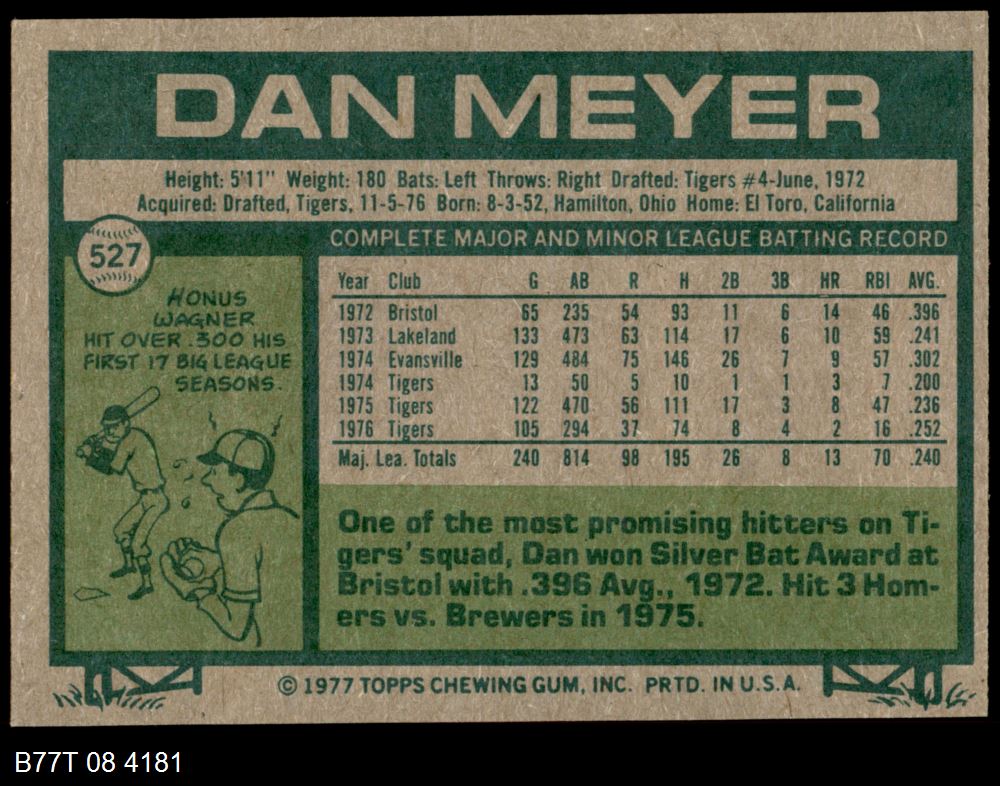 DAN MEYER
Height: 5'11" Weight: 180 Bats: Left Throws: Right Drafted: Tigers #4-June, 1972
Acquired: Drafted, Tigers, 11-5-76 Born: 8-3-52, Hamilton, Ohio Home: El Toro, California
527
HONUS
WAGNER
HIT OVER .300 HIS
FIRST 17 BIG LEAGUE
SEASONS.
COMPLETE MAJOR AND MINOR LEAGUE BATTING RECORD
Year Club G AB R H 2B 3B HR RBI AVG.
1972 Bristol 65 235 54 93 11 6 14 46 .396
1973 Lakeland 133 473 63 114 17 6 10 59 .241
1974 Evansville 129 484 75 146 26 7 9 57 .302
1974 Tigers 13 50 5 10 1 1 3 7 .200
1975 Tigers 122 470 56 111 17 3 8 47 .236
1976 Tigers 105 294 37 74 8 4 2 16 .252
Maj. Lea. Totals 240 814 98 195 26 8 13 70 .240
One of the most promising hitters on Ti-
gers' squad, Dan won Silver Bat Award at
Bristol with .396 Avg., 1972. Hit 3 Hom-
ers vs. Brewers in 1975.
© 1977 TOPPS CHEWING GUM, INC. PRTD. IN U.S.A.
B77T 08 4181